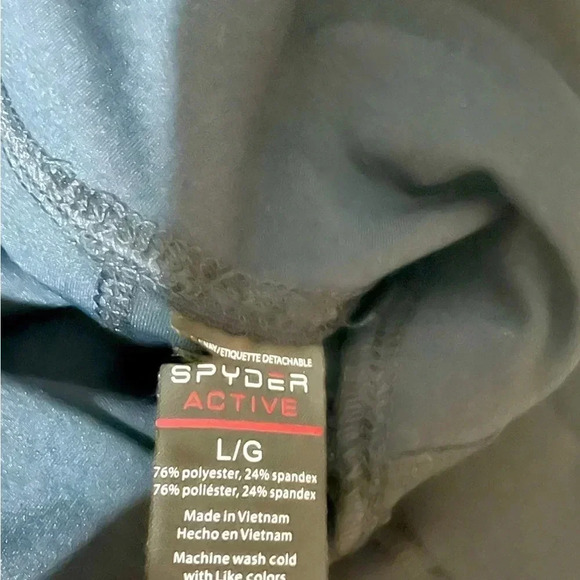 ETIQUETTE DETACHABLE
SPYDER
ACTIVE
L/G
76% polyester, 24% spandex
76% poliéster, 24% spandex
Made in Vietnam
Hecho en Vietnam
Machine wash cold
with Like colors